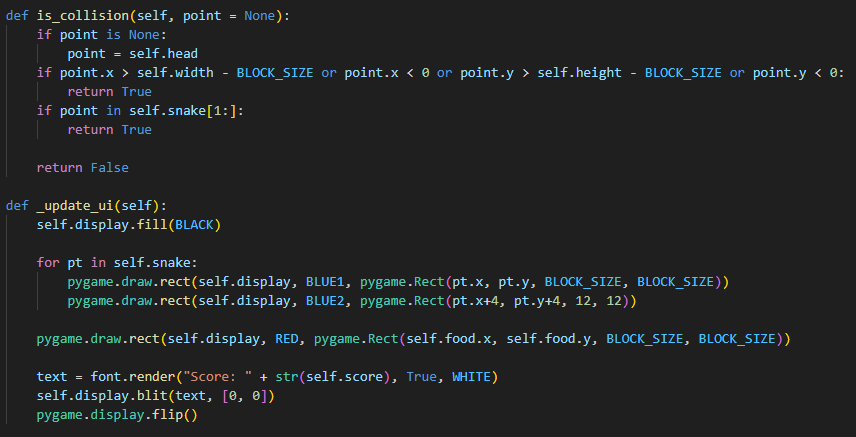 def is_collision(self, point = None):
    if point is None:
        point = self.head
    if point.x > self.width - BLOCK_SIZE or point.x < 0 or point.y > self.height - BLOCK_SIZE or point.y < 0:
        return True
    if point in self.snake[1:]:
        return True

    return False

def _update_ui(self):
    self.display.fill(BLACK)

    for pt in self.snake:
        pygame.draw.rect(self.display, BLUE1, pygame.Rect(pt.x, pt.y, BLOCK_SIZE, BLOCK_SIZE))
        pygame.draw.rect(self.display, BLUE2, pygame.Rect(pt.x+4, pt.y+4, 12, 12))

    pygame.draw.rect(self.display, RED, pygame.Rect(self.food.x, self.food.y, BLOCK_SIZE, BLOCK_SIZE))

    text = font.render("Score: " + str(self.score), True, WHITE)
    self.display.blit(text, [0, 0])
    pygame.display.flip()